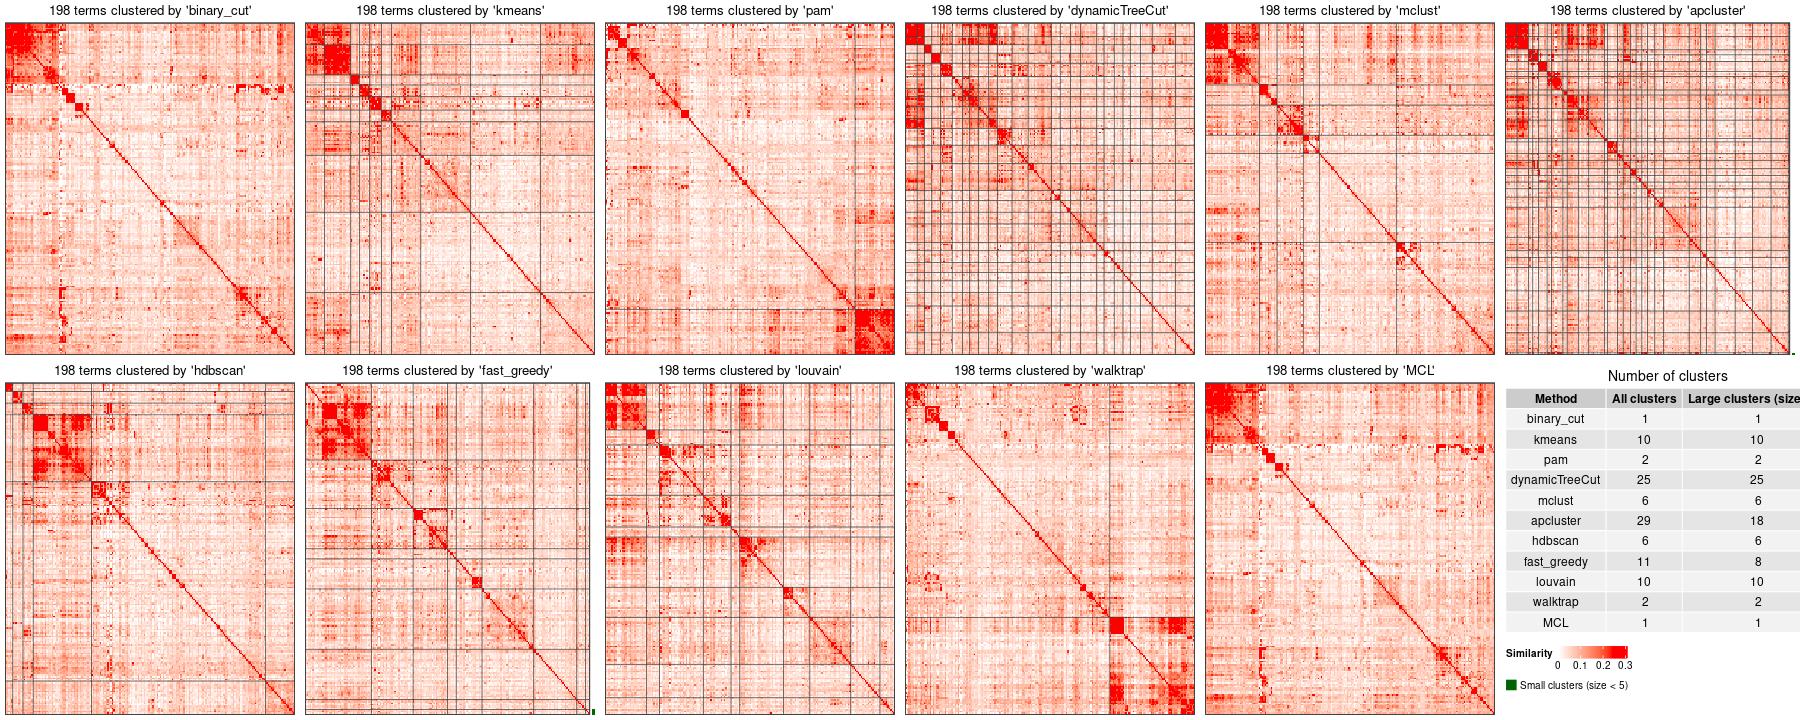 198 terms clustered by 'binary_cut'
198 terms clustered by 'kmeans'
198 terms clustered by 'pam'
198 terms clustered by 'dynamicTreeCut'
198 terms clustered by 'mclust'
198 terms clustered by 'apcluster'
198 terms clustered by 'hdbscan'
198 terms clustered by 'fast_greedy'
198 terms clustered by 'louvain'
198 terms clustered by 'walktrap'
198 terms clustered by 'MCL'
Number of clusters
Method All clusters Large clusters (size
binary_cut 1 1
kmeans 10 10
pam 2 2
dynamicTreeCut 25 25
mclust 6 6
apcluster 29 18
hdbscan 6 6
fast_greedy 11 8
louvain 10 10
walktrap 2 2
MCL 1 1
Similarity
0 0.1 0.2 0.3
Small clusters (size < 5)